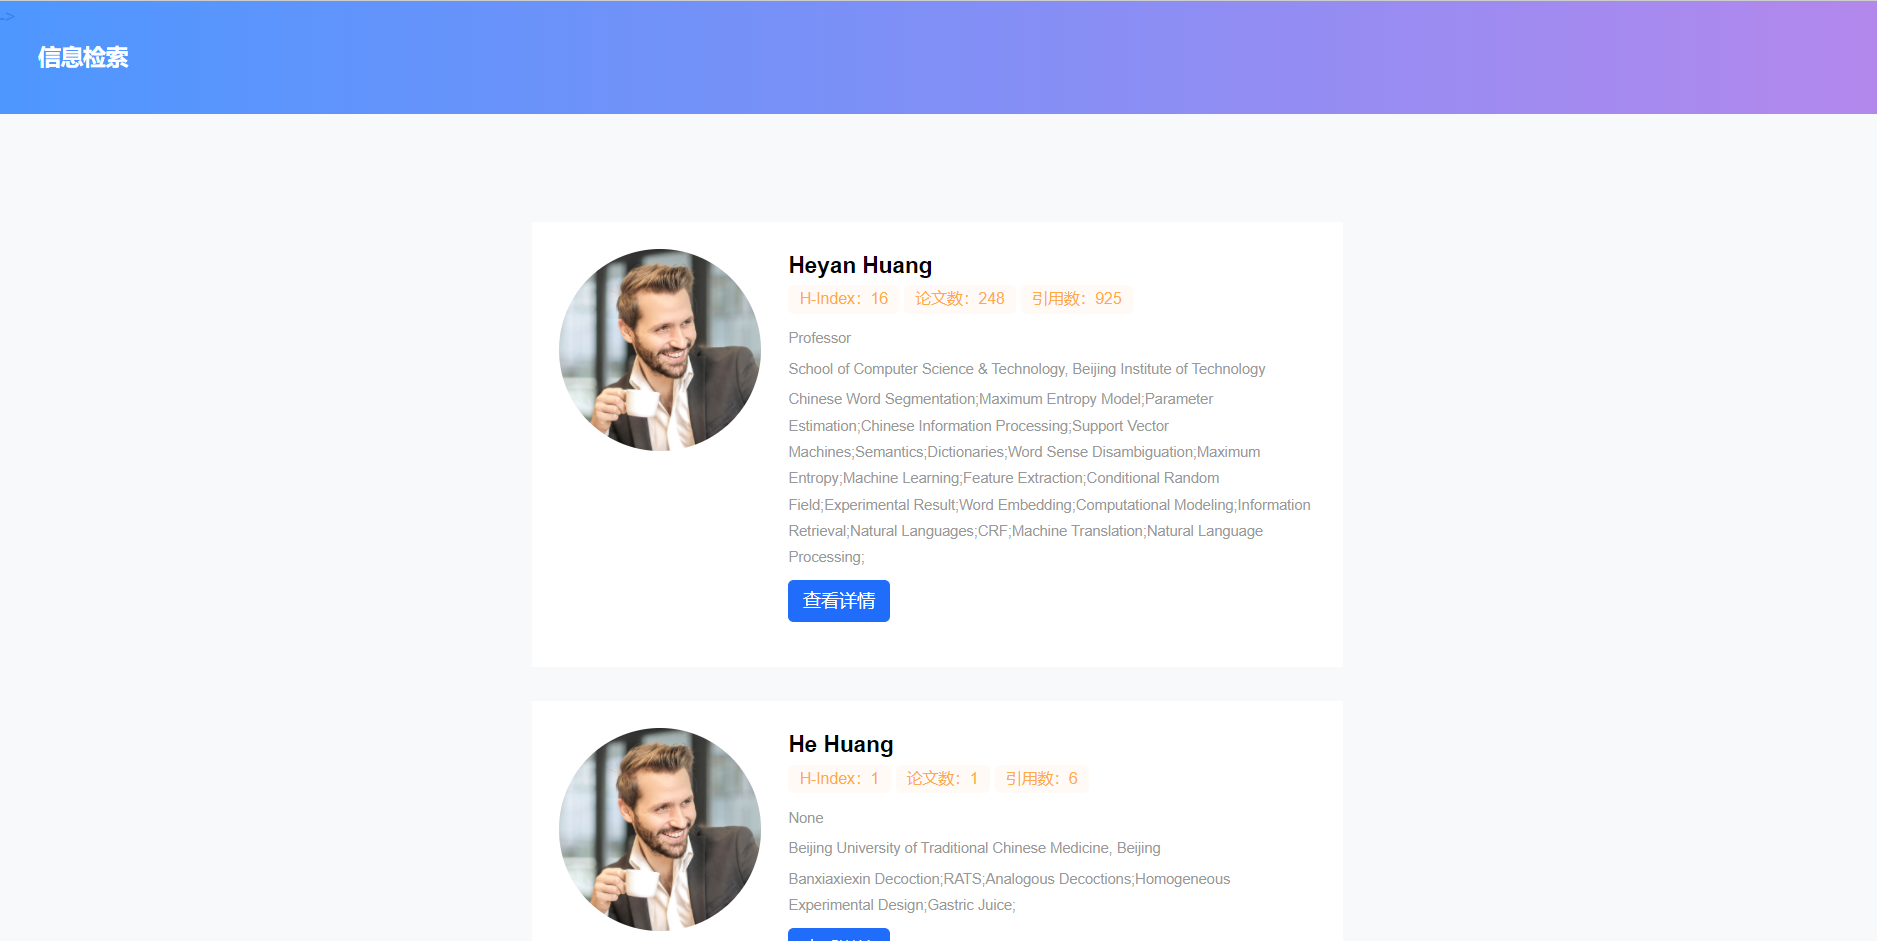 -->
信息检索
Heyan Huang
H-Index：16 论文数：248 引用数：925
Professor
School of Computer Science & Technology, Beijing Institute of Technology
Chinese Word Segmentation;Maximum Entropy Model;Parameter
Estimation;Chinese Information Processing;Support Vector
Machines;Semantics;Dictionaries;Word Sense Disambiguation;Maximum
Entropy;Machine Learning;Feature Extraction;Conditional Random
Field;Experimental Result;Word Embedding;Computational Modeling;Information
Retrieval;Natural Languages;CRF;Machine Translation;Natural Language
Processing;
查看详情
He Huang
H-Index：1 论文数：1 引用数：6
None
Beijing University of Traditional Chinese Medicine, Beijing
Banxiaxiexin Decoction;RATS;Analogous Decoctions;Homogeneous
Experimental Design;Gastric Juice;